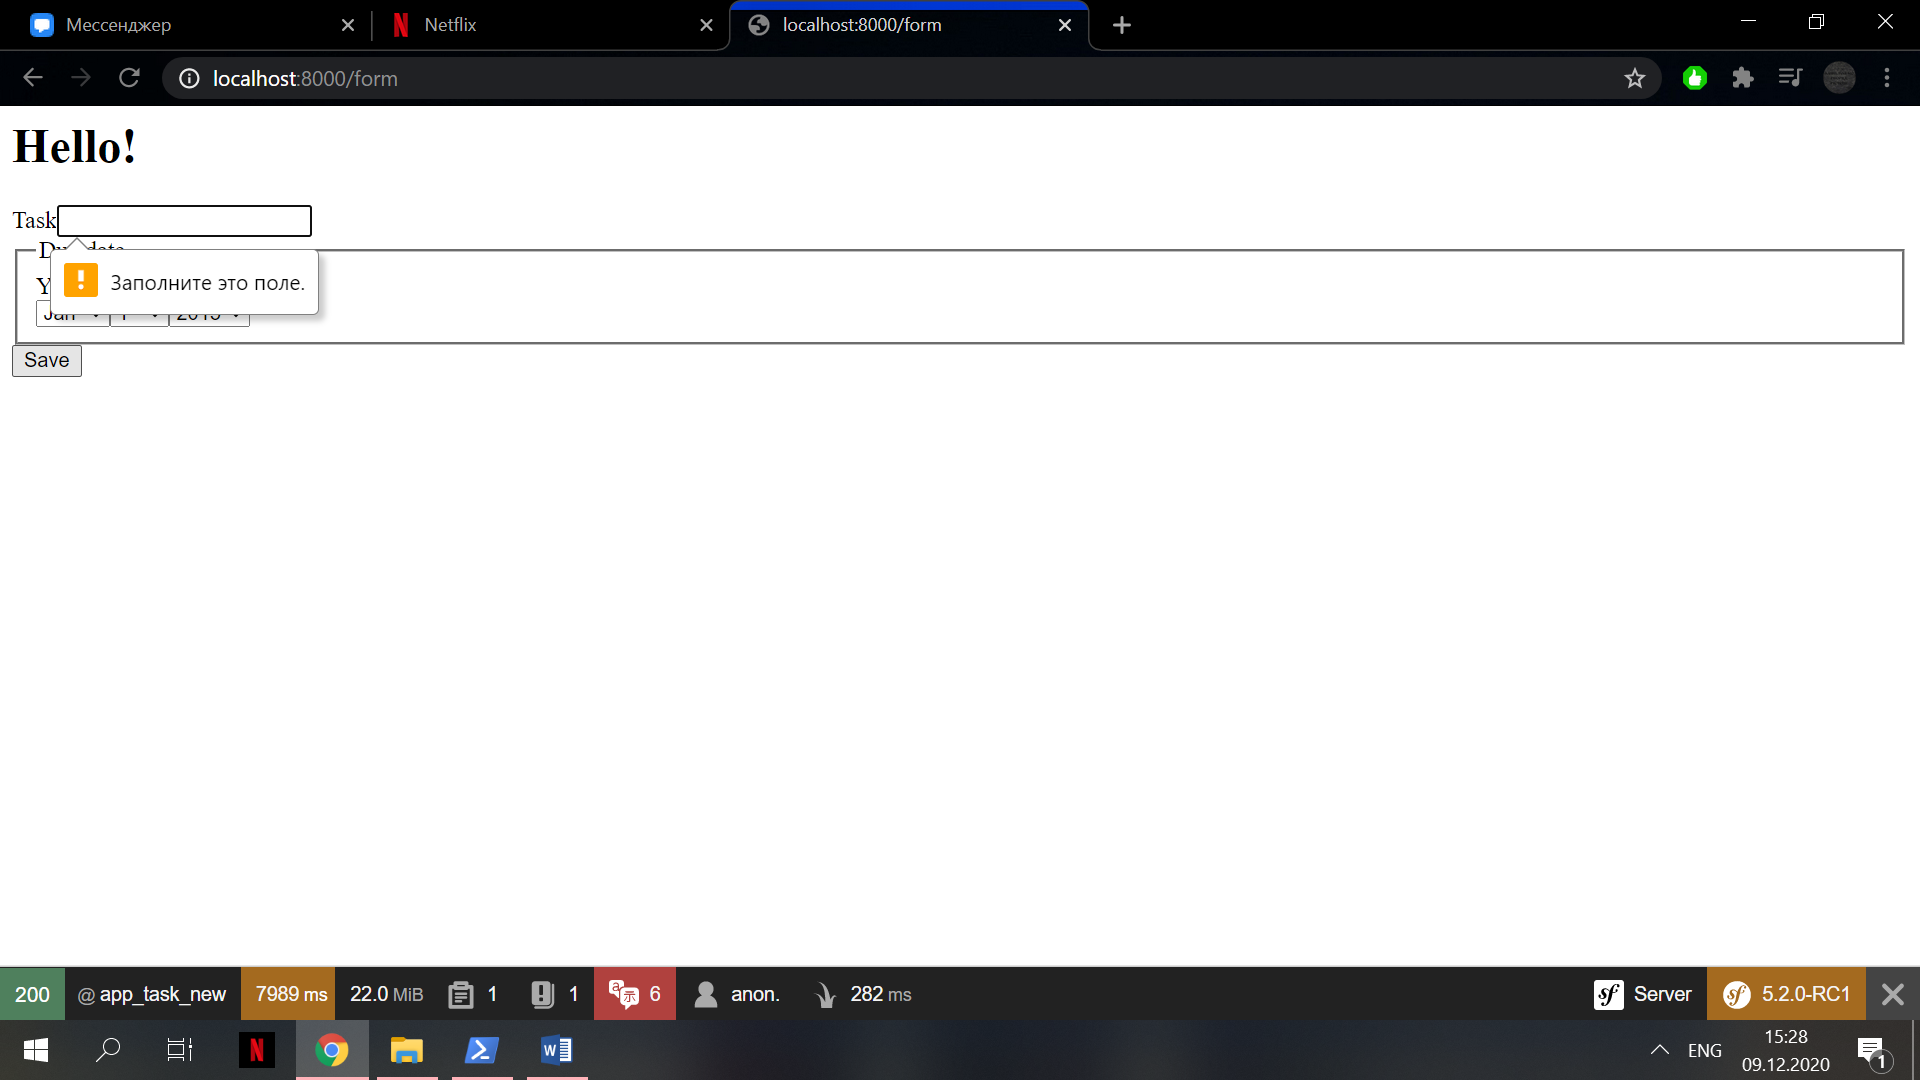 Мессенджер
Netflix
localhost:8000/form
localhost:8000/form
Hello!
Task
Заполните это поле.
Save
200 @ app_task_new 7989 ms 22.0 MiB 1 1 6 anon. 282 ms Server 5.2.0-RC1
ENG
15:28
09.12.2020
1